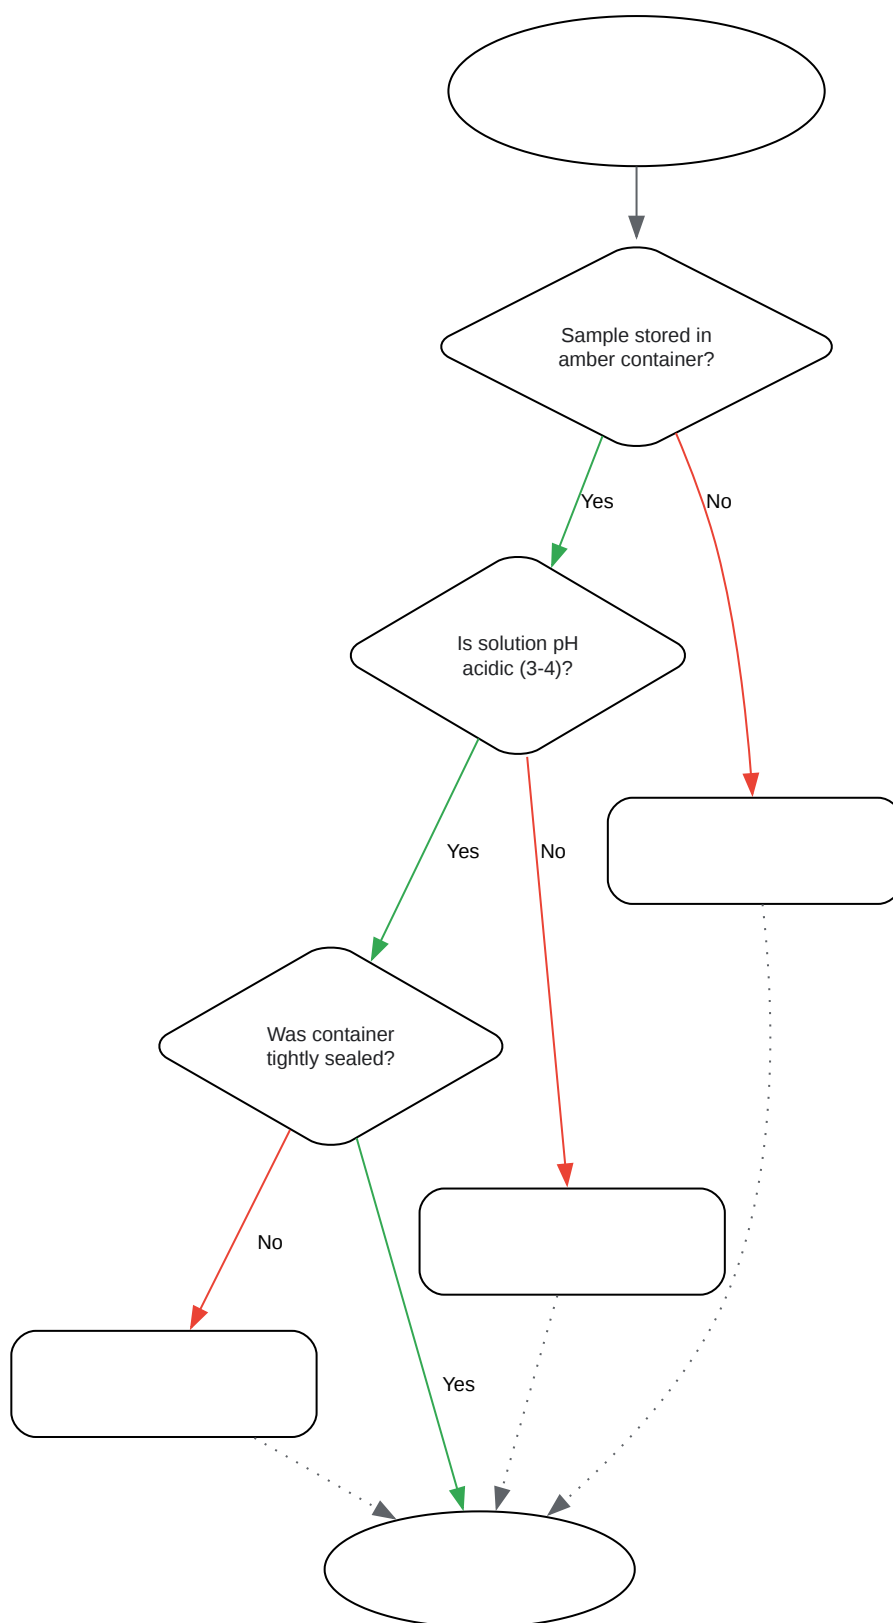 Sample stored in
amber container?
Yes
No
Is solution pH
acidic (3-4)?
Yes
No
Was container
tightly sealed?
No
Yes